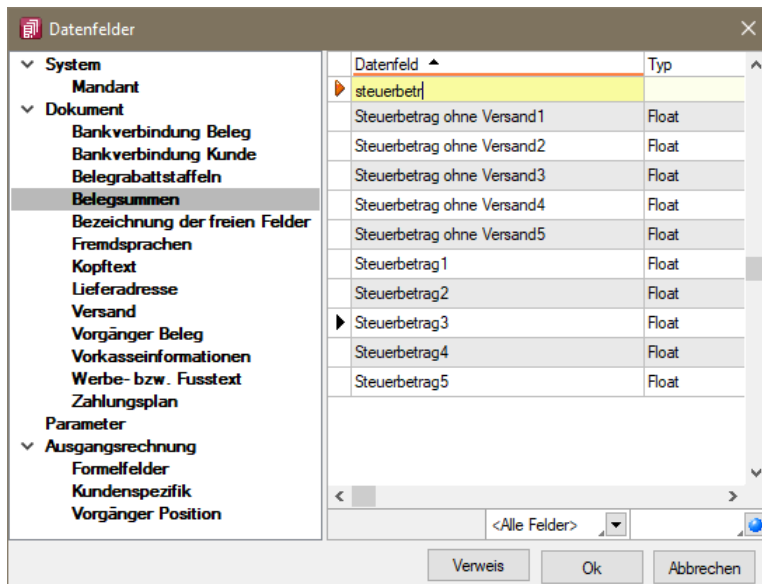 Datenfelder
System
Mandant
Dokument
Bankverbindung Beleg
Bankverbindung Kunde
Belegrabattstaffeln
Belegsummen
Bezeichnung der freien Felder
Fremdsprachen
Kopftext
Lieferadresse
Versand
Vorgänger Beleg
Vorkasseinformationen
Werbe- bzw. Fusstext
Zahlungsplan
Parameter
Ausgangsrechnung
Formelfelder
Kundenspezifik
Vorgänger Position
Datenfeld Typ
steuerbetr
Steuerbetrag ohne Versand1 Float
Steuerbetrag ohne Versand2 Float
Steuerbetrag ohne Versand3 Float
Steuerbetrag ohne Versand4 Float
Steuerbetrag ohne Versand5 Float
Steuerbetrag1 Float
Steuerbetrag2 Float
Steuerbetrag3 Float
Steuerbetrag4 Float
Steuerbetrag5 Float
<Alle Felder>
Verweis Ok Abbrechen